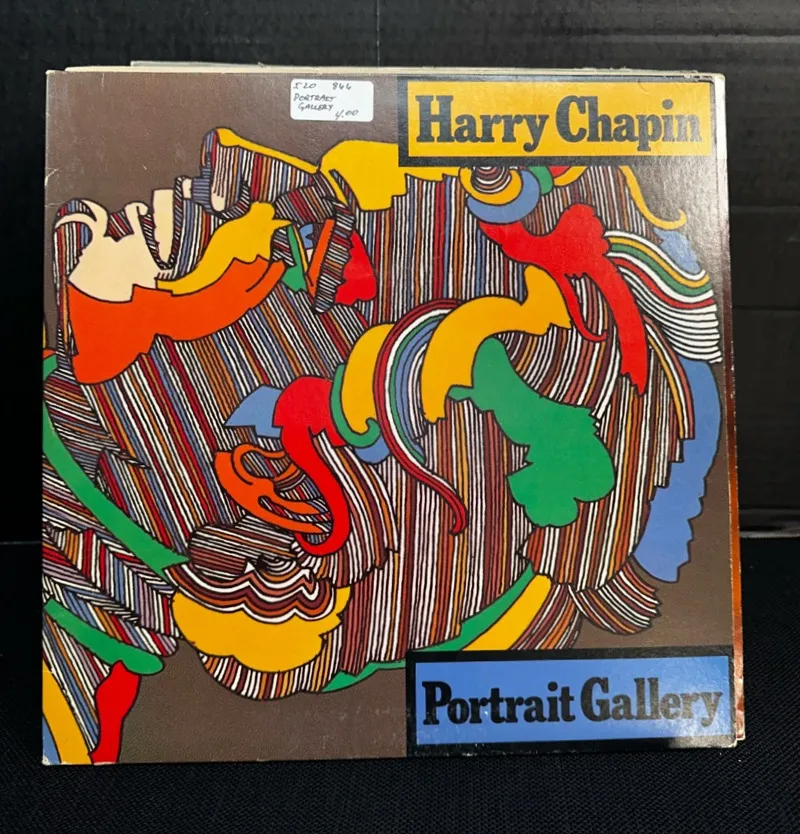 520 844
PORTRAIT
GALLERY
4.00
Harry Chapin
Portrait Gallery